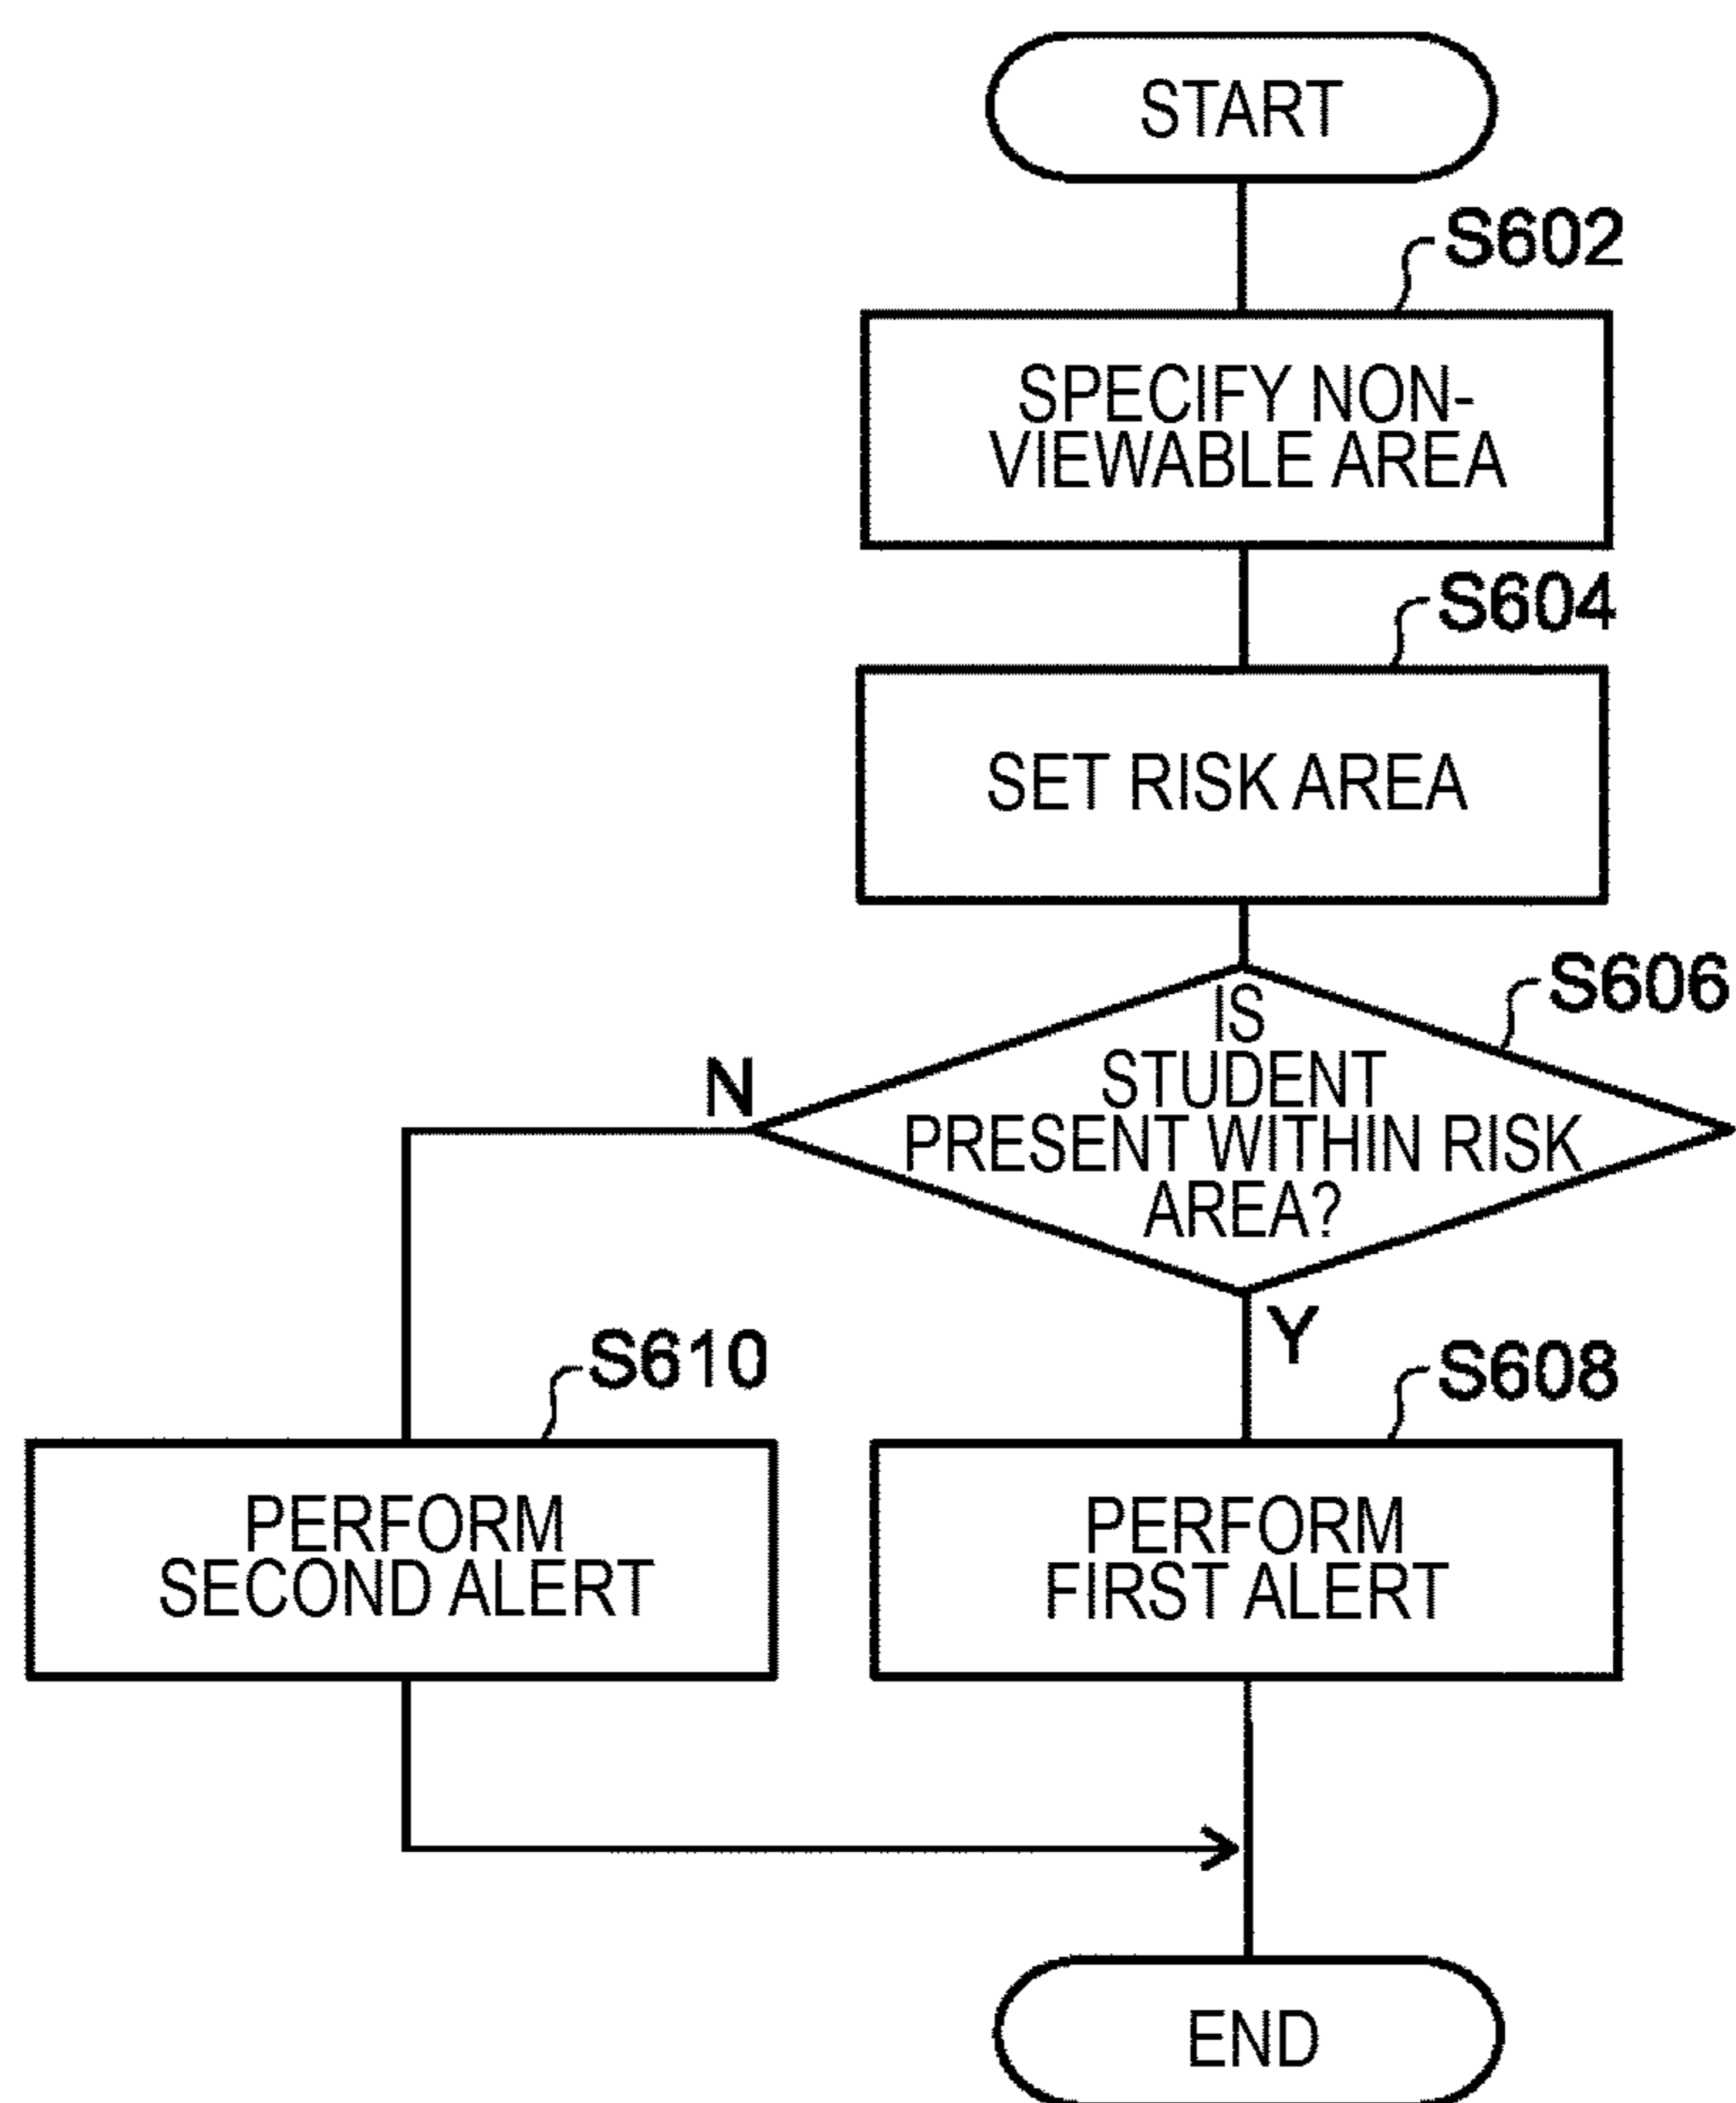 START
S602
SPECIFY NON-
VIEWABLE AREA
S604
SET RISK AREA
S606
IS
STUDENT
PRESENT WITHIN RISK
AREA?
N
Y
S610
S608
PERFORM
SECOND ALERT
PERFORM
FIRST ALERT
END